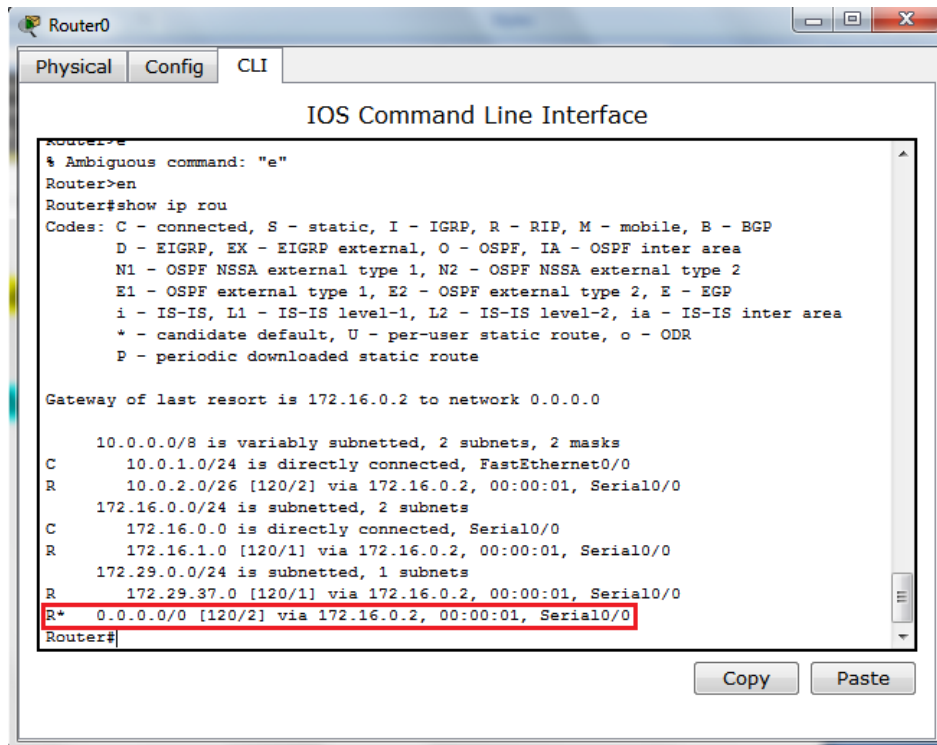 Router0
Physical Config CLI
IOS Command Line Interface
Router>e
% Ambiguous command: "e"
Router>en
Router#show ip rou
Codes: C - connected, S - static, I - IGRP, R - RIP, M - mobile, B - BGP
D - EIGRP, EX - EIGRP external, O - OSPF, IA - OSPF inter area
N1 - OSPF NSSA external type 1, N2 - OSPF NSSA external type 2
E1 - OSPF external type 1, E2 - OSPF external type 2, E - EGP
i - IS-IS, L1 - IS-IS level-1, L2 - IS-IS level-2, ia - IS-IS inter area
* - candidate default, U - per-user static route, o - ODR
P - periodic downloaded static route
Gateway of last resort is 172.16.0.2 to network 0.0.0.0
10.0.0.0/8 is variably subnetted, 2 subnets, 2 masks
C 10.0.1.0/24 is directly connected, FastEthernet0/0
R 10.0.2.0/26 [120/2] via 172.16.0.2, 00:00:01, Serial0/0
172.16.0.0/24 is subnetted, 2 subnets
C 172.16.0.0 is directly connected, Serial0/0
R 172.16.1.0 [120/1] via 172.16.0.2, 00:00:01, Serial0/0
172.29.0.0/24 is subnetted, 1 subnets
R 172.29.37.0 [120/1] via 172.16.0.2, 00:00:01, Serial0/0
R* 0.0.0.0/0 [120/2] via 172.16.0.2, 00:00:01, Serial0/0
Router#
Copy Paste